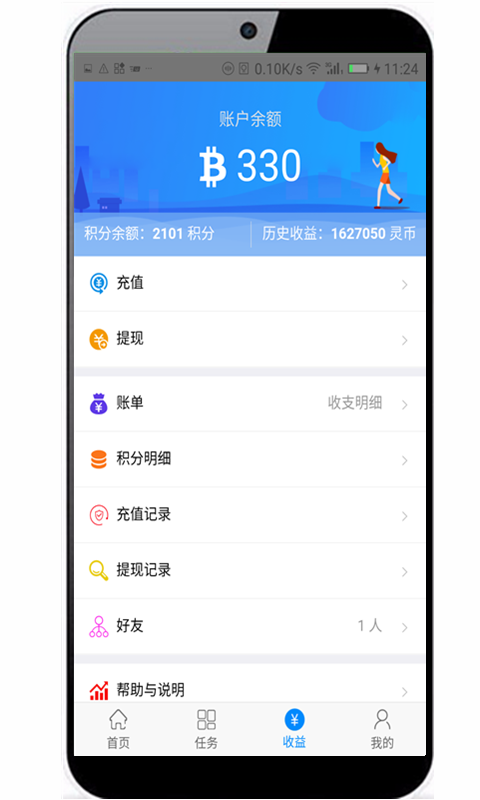 0.10K/s 11:24
账户余额
330
积分余额：2101 积分 历史收益：1627050 灵币
充值
提现
账单 收支明细
积分明细
充值记录
提现记录
好友 1 人
帮助与说明
首页 任务 收益 我的